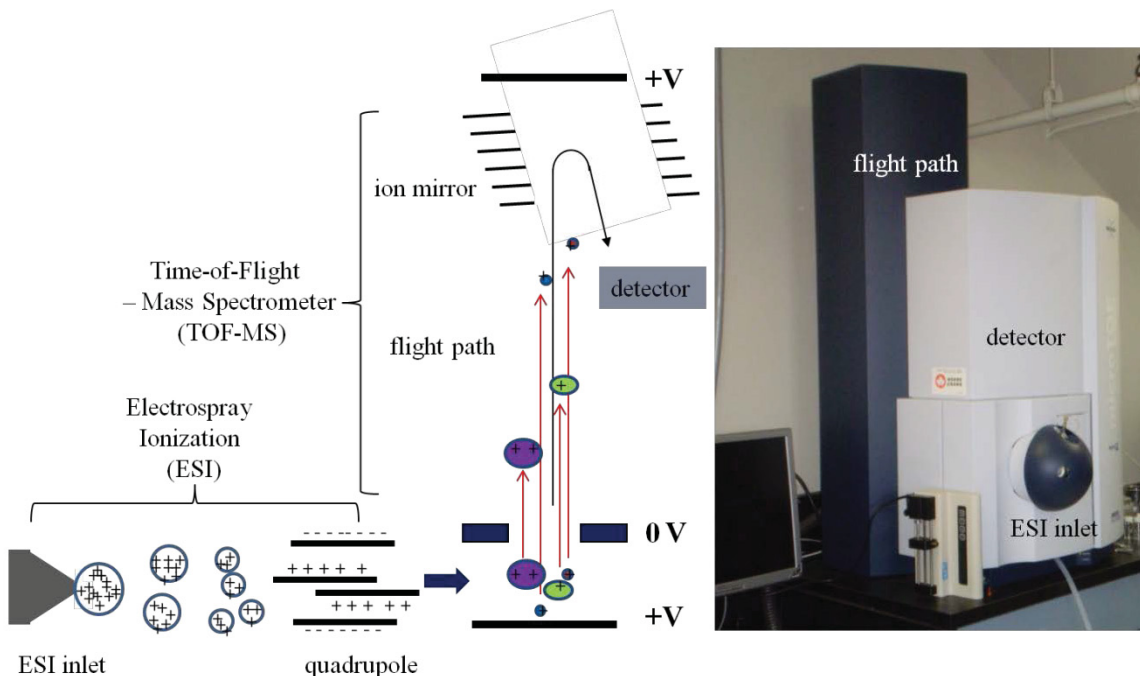 +V
ion mirror
Time-of-Flight
– Mass Spectrometer
(TOF-MS)
detector
flight path
Electrospray
Ionization
(ESI)
0 V
+V
ESI inlet
quadrupole
flight path
detector
ESI inlet